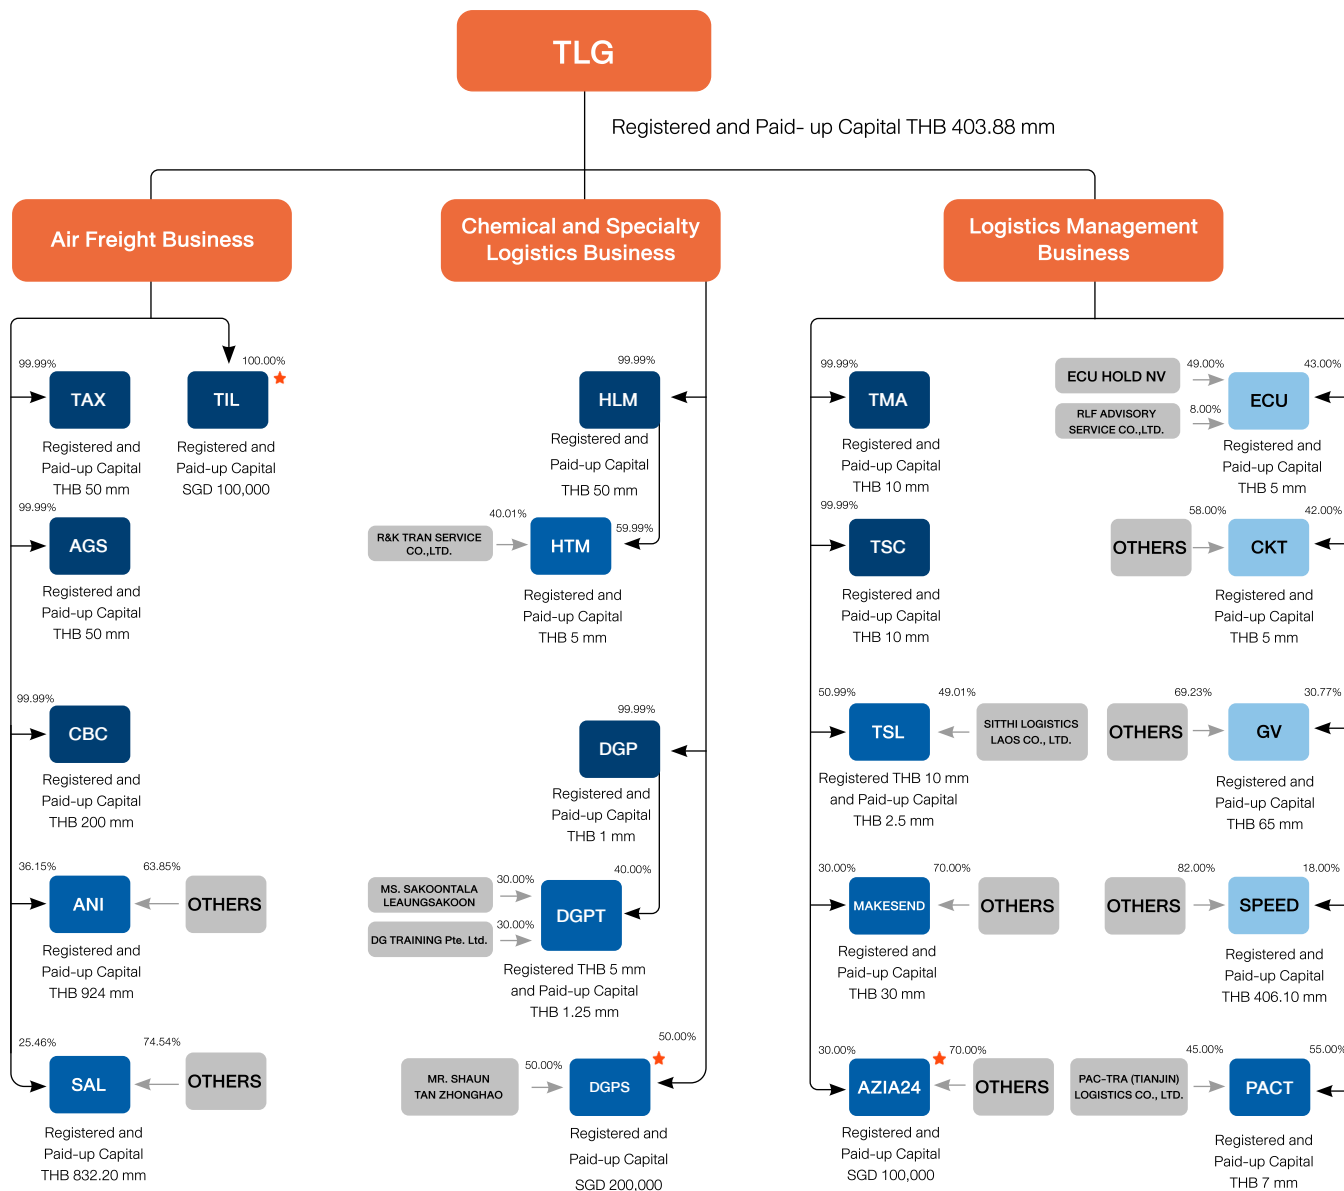 TLG
Registered and Paid- up Capital THB 403.88 mm
Air Freight Business
99.99%
TAX
Registered and
Paid-up Capital
THB 50 mm
100.00%
TIL
Registered and
Paid-up Capital
SGD 100,000
99.99%
AGS
Registered and
Paid-up Capital
THB 50 mm
99.99%
CBC
Registered and
Paid-up Capital
THB 200 mm
36.15%
ANI
63.85%
OTHERS
Registered and
Paid-up Capital
THB 924 mm
25.46%
SAL
74.54%
OTHERS
Registered and
Paid-up Capital
THB 832.20 mm
Chemical and Specialty
Logistics Business
99.99%
HLM
Registered and
Paid-up Capital
THB 50 mm
R&K TRAN SERVICE
CO.,LTD.
40.01%
HTM
59.99%
Registered and
Paid-up Capital
THB 5 mm
99.99%
DGP
Registered and
Paid-up Capital
THB 1 mm
MS. SAKOONTALA
LEAUNGSAKOON
30.00%
DG TRAINING Pte. Ltd.
30.00%
DGPT
40.00%
Registered THB 5 mm
and Paid-up Capital
THB 1.25 mm
MR. SHAUN
TAN ZHONGHAO
50.00%
DGPS
50.00%
Registered and
Paid-up Capital
SGD 200,000
Logistics Management
Business
99.99%
TMA
Registered and
Paid-up Capital
THB 10 mm
ECU HOLD NV
49.00%
RLF ADVISORY
SERVICE CO.,LTD.
8.00%
ECU
43.00%
Registered and
Paid-up Capital
THB 5 mm
99.99%
TSC
Registered and
Paid-up Capital
THB 10 mm
OTHERS
58.00%
CKT
42.00%
Registered and
Paid-up Capital
THB 5 mm
50.99%
TSL
49.01%
SITTHI LOGISTICS
LAOS CO., LTD.
Registered THB 10 mm
and Paid-up Capital
THB 2.5 mm
OTHERS
69.23%
GV
30.77%
Registered and
Paid-up Capital
THB 65 mm
30.00%
MAKESEND
70.00%
OTHERS
Registered and
Paid-up Capital
THB 30 mm
OTHERS
82.00%
SPEED
18.00%
Registered and
Paid-up Capital
THB 406.10 mm
30.00%
AZIA24
70.00%
OTHERS
Registered and
Paid-up Capital
SGD 100,000
PAC-TRA (TIANJIN)
LOGISTICS CO., LTD.
45.00%
PACT
55.00%
Registered and
Paid-up Capital
THB 7 mm